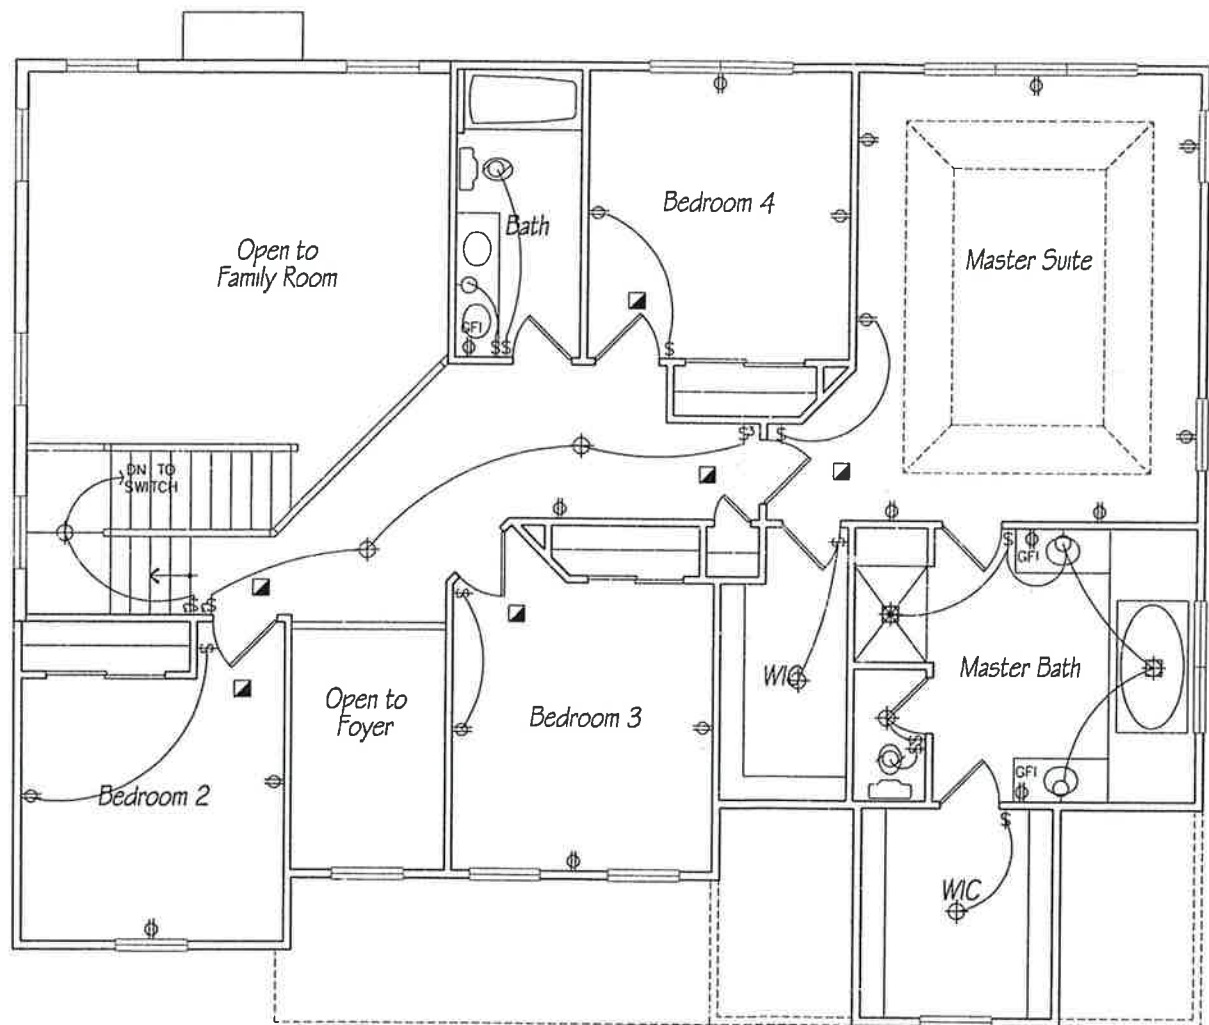 Open to
Family Room
Bath
Bedroom 4
Master Suite
GFI
$$
$
DN TO
SWITCH
$
$
$
$
GFI
$
$
$
$
$
WIC
Master Bath
Open to
Foyer
Bedroom 3
$
Bedroom 2
GFI
$
WIC